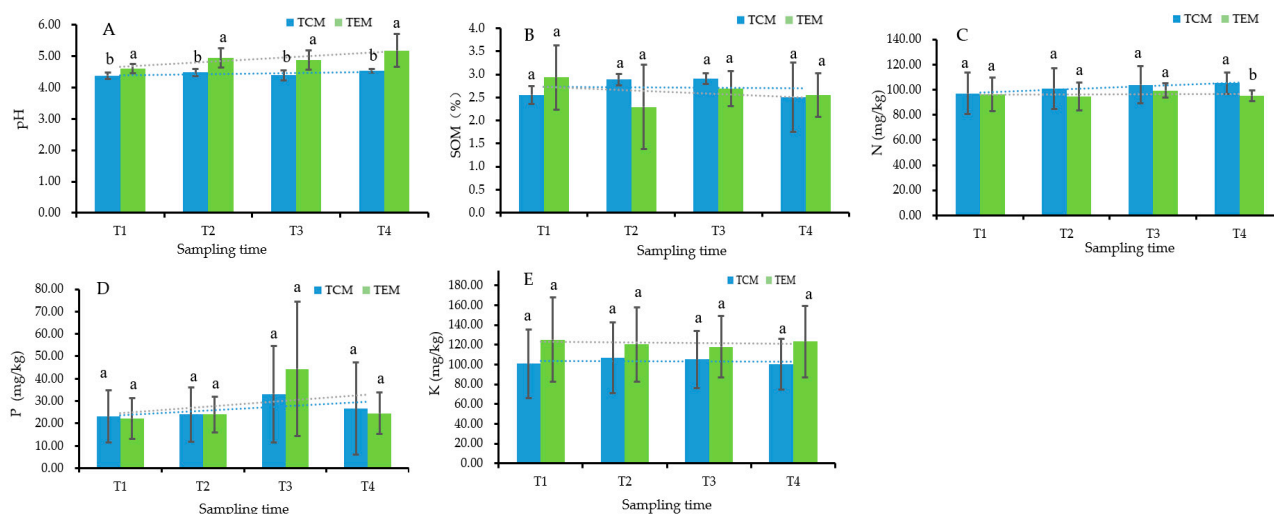 A
TCM TEM
pH
6.00
5.00
4.00
3.00
2.00
1.00
0.00
b a b a b a b a
T1 T2 T3 T4
Sampling time
B
TCM TEM
SOM（%）
4.0
3.5
3.0
2.5
2.0
1.5
1.0
0.5
0.0
a a a a a a a a
T1 T2 T3 T4
Sampling time
C
TCM TEM
N (mg/kg)
140.00
120.00
100.00
80.00
60.00
40.00
20.00
0.00
a a a a a a a b
T1 T2 T3 T4
Sampling time
D
TCM TEM
P (mg/kg)
80.00
70.00
60.00
50.00
40.00
30.00
20.00
10.00
0.00
a a a a a a a a
T1 T2 T3 T4
Sampling time
E
TCM TEM
K (mg/kg)
180.00
160.00
140.00
120.00
100.00
80.00
60.00
40.00
20.00
0.00
a a a a a a a a
T1 T2 T3 T4
Sampling time